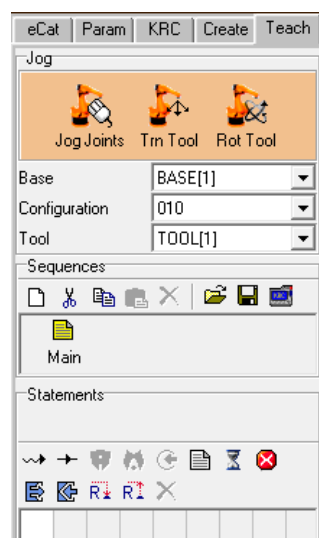 eCat Param KRC Create Teach
Jog
Jog Joints Trn Tool Rot Tool
Base BASE[1]
Configuration 010
Tool TOOL[1]
Sequences
KRC
Main
Statements
R R